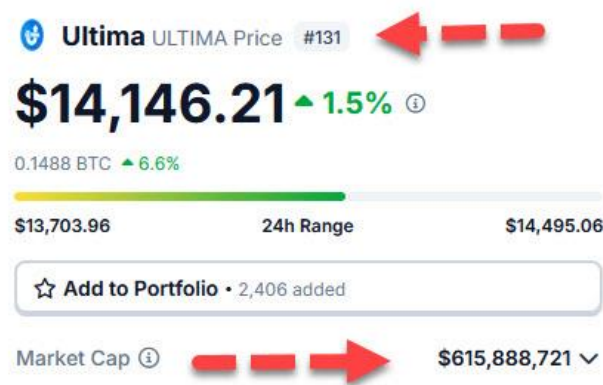 Ultima ULTIMA Price #131
$14,146.21 ▲ 1.5%
0.1488 BTC ▲ 6.6%
$13,703.96 24h Range $14,495.06
Add to Portfolio • 2,406 added
Market Cap $615,888,721